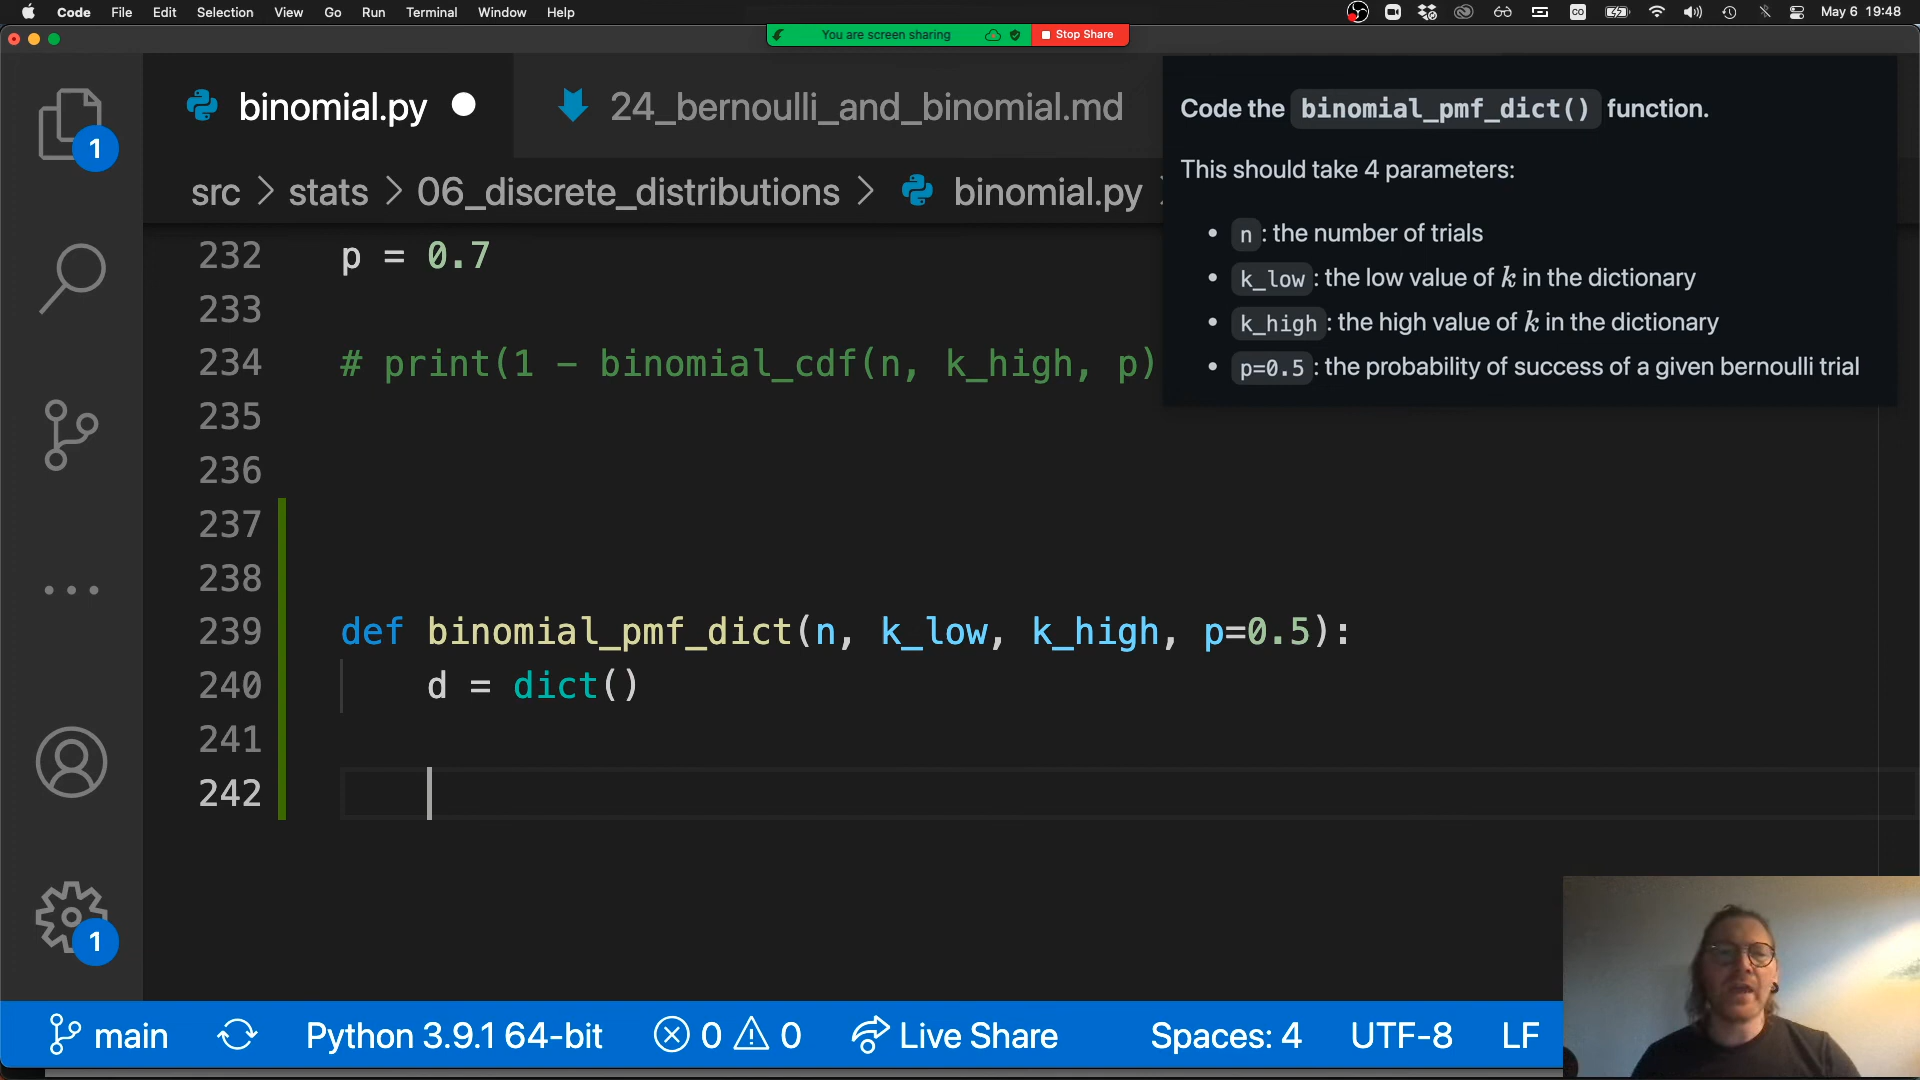 Code File Edit Selection View Go Run Terminal Window Help May 6 19:48
You are screen sharing Stop Share
binomial.py 24_bernoulli_and_binomial.md
src > stats > 06_discrete_distributions > binomial.py
Code the binomial_pmf_dict() function.
This should take 4 parameters:
• n: the number of trials
• k_low: the low value of k in the dictionary
• k_high: the high value of k in the dictionary
• p=0.5: the probability of success of a given bernoulli trial
1
232 p = 0.7
233
234 # print(1 - binomial_cdf(n, k_high, p)
235
236
237
238
239 def binomial_pmf_dict(n, k_low, k_high, p=0.5):
240 d = dict()
241
242
1
main Python 3.9.1 64-bit 0 0 Live Share Spaces: 4 UTF-8 LF